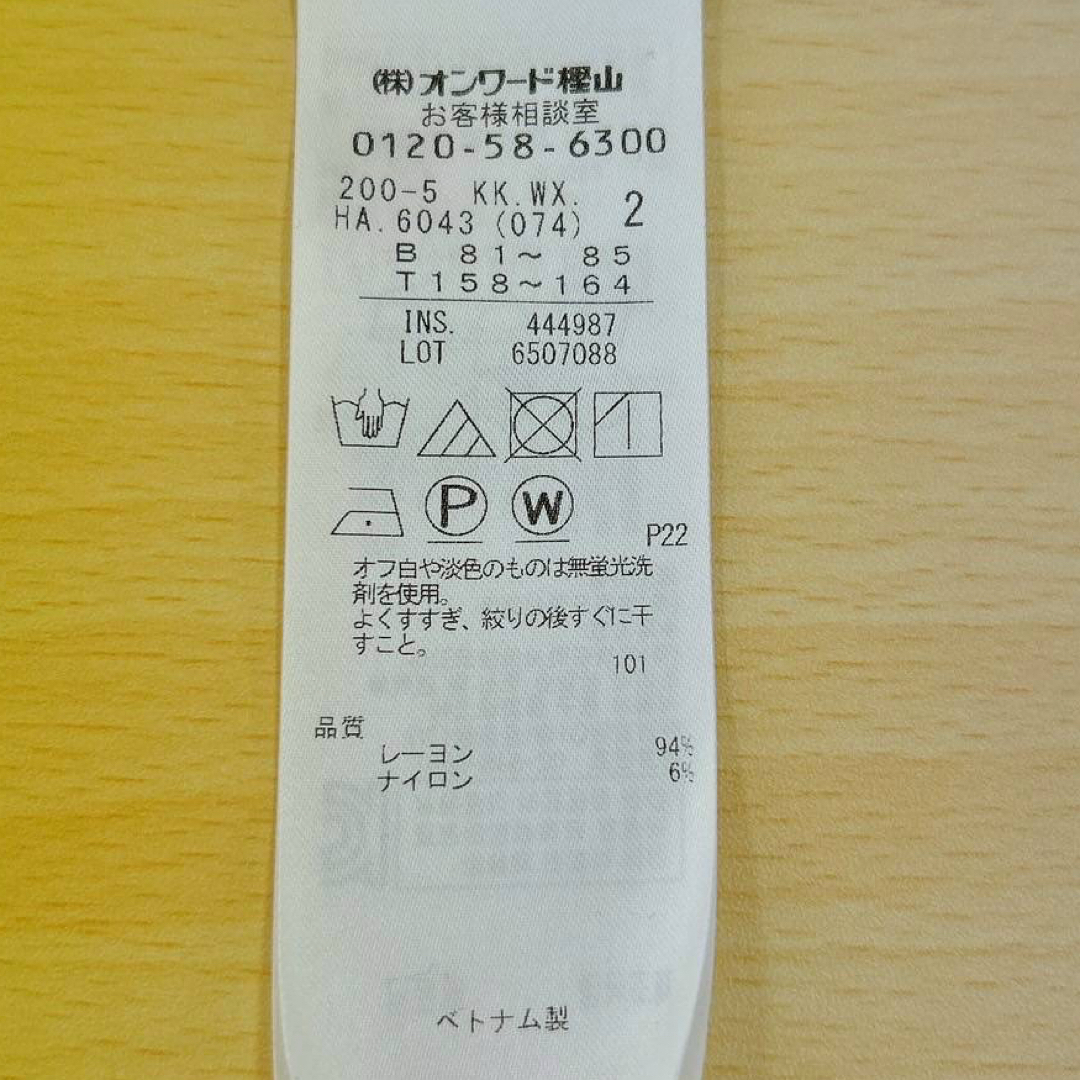 (株)オンワード樫山
お客様相談室
0120-58-6300
200-5 KK.WX. 2
HA.6043 (074)
B 81～ 85
T158～164
INS. 444987
LOT 6507088
P W
P22
オフ白や淡色のものは無蛍光洗
剤を使用。
よくすすぎ、絞りの後すぐに干
すこと。
101
品質
レーヨン 94%
ナイロン 6%
ベトナム製